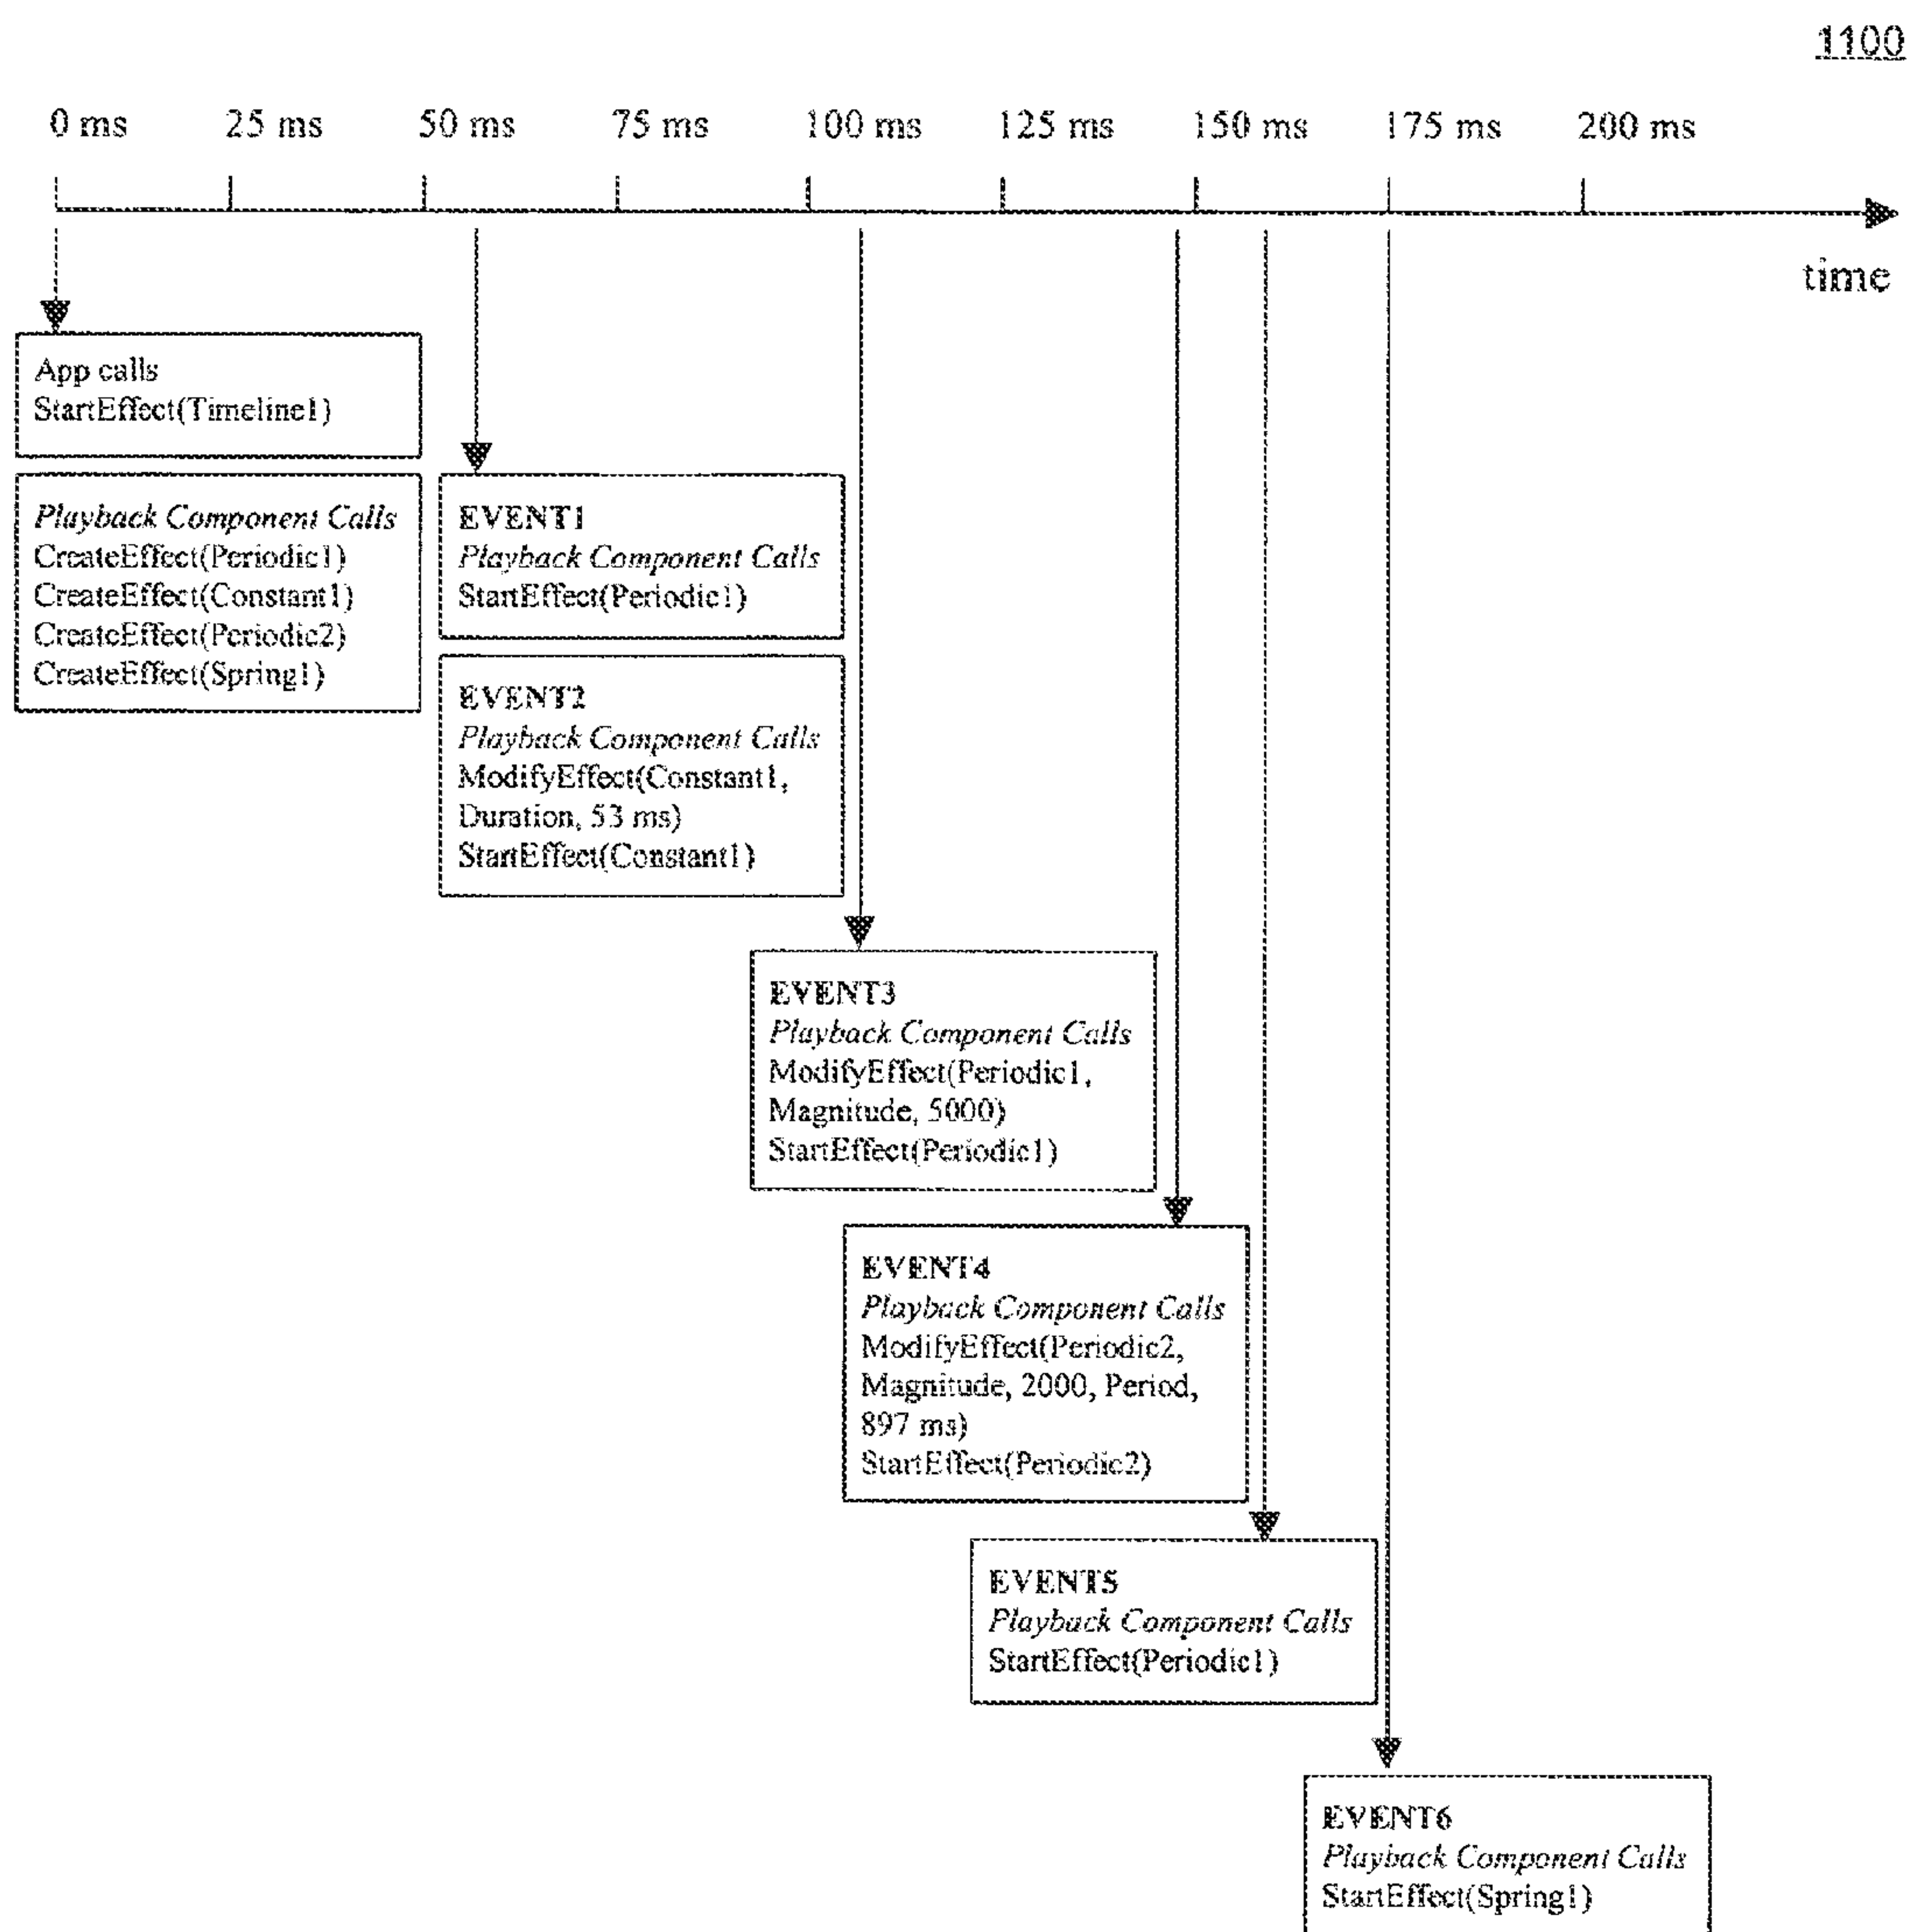 1100
0 ms 25 ms 50 ms 75 ms 100 ms 125 ms 150 ms 175 ms 200 ms
time
App calls
StartEffect(Timeline1)
Playback Component Calls
CreateEffect(Periodic1)
CreateEffect(Constant1)
CreateEffect(Periodic2)
CreateEffect(Spring1)
EVENT1
Playback Component Calls
StartEffect(Periodic1)
EVENT2
Playback Component Calls
ModifyEffect(Constant1,
Duration, 53 ms)
StartEffect(Constant1)
EVENT3
Playback Component Calls
ModifyEffect(Periodic1,
Magnitude, 5000)
StartEffect(Periodic1)
EVENT4
Playback Component Calls
ModifyEffect(Periodic2,
Magnitude, 2000, Period,
897 ms)
StartEffect(Periodic2)
EVENT5
Playback Component Calls
StartEffect(Periodic1)
EVENT6
Playback Component Calls
StartEffect(Spring1)